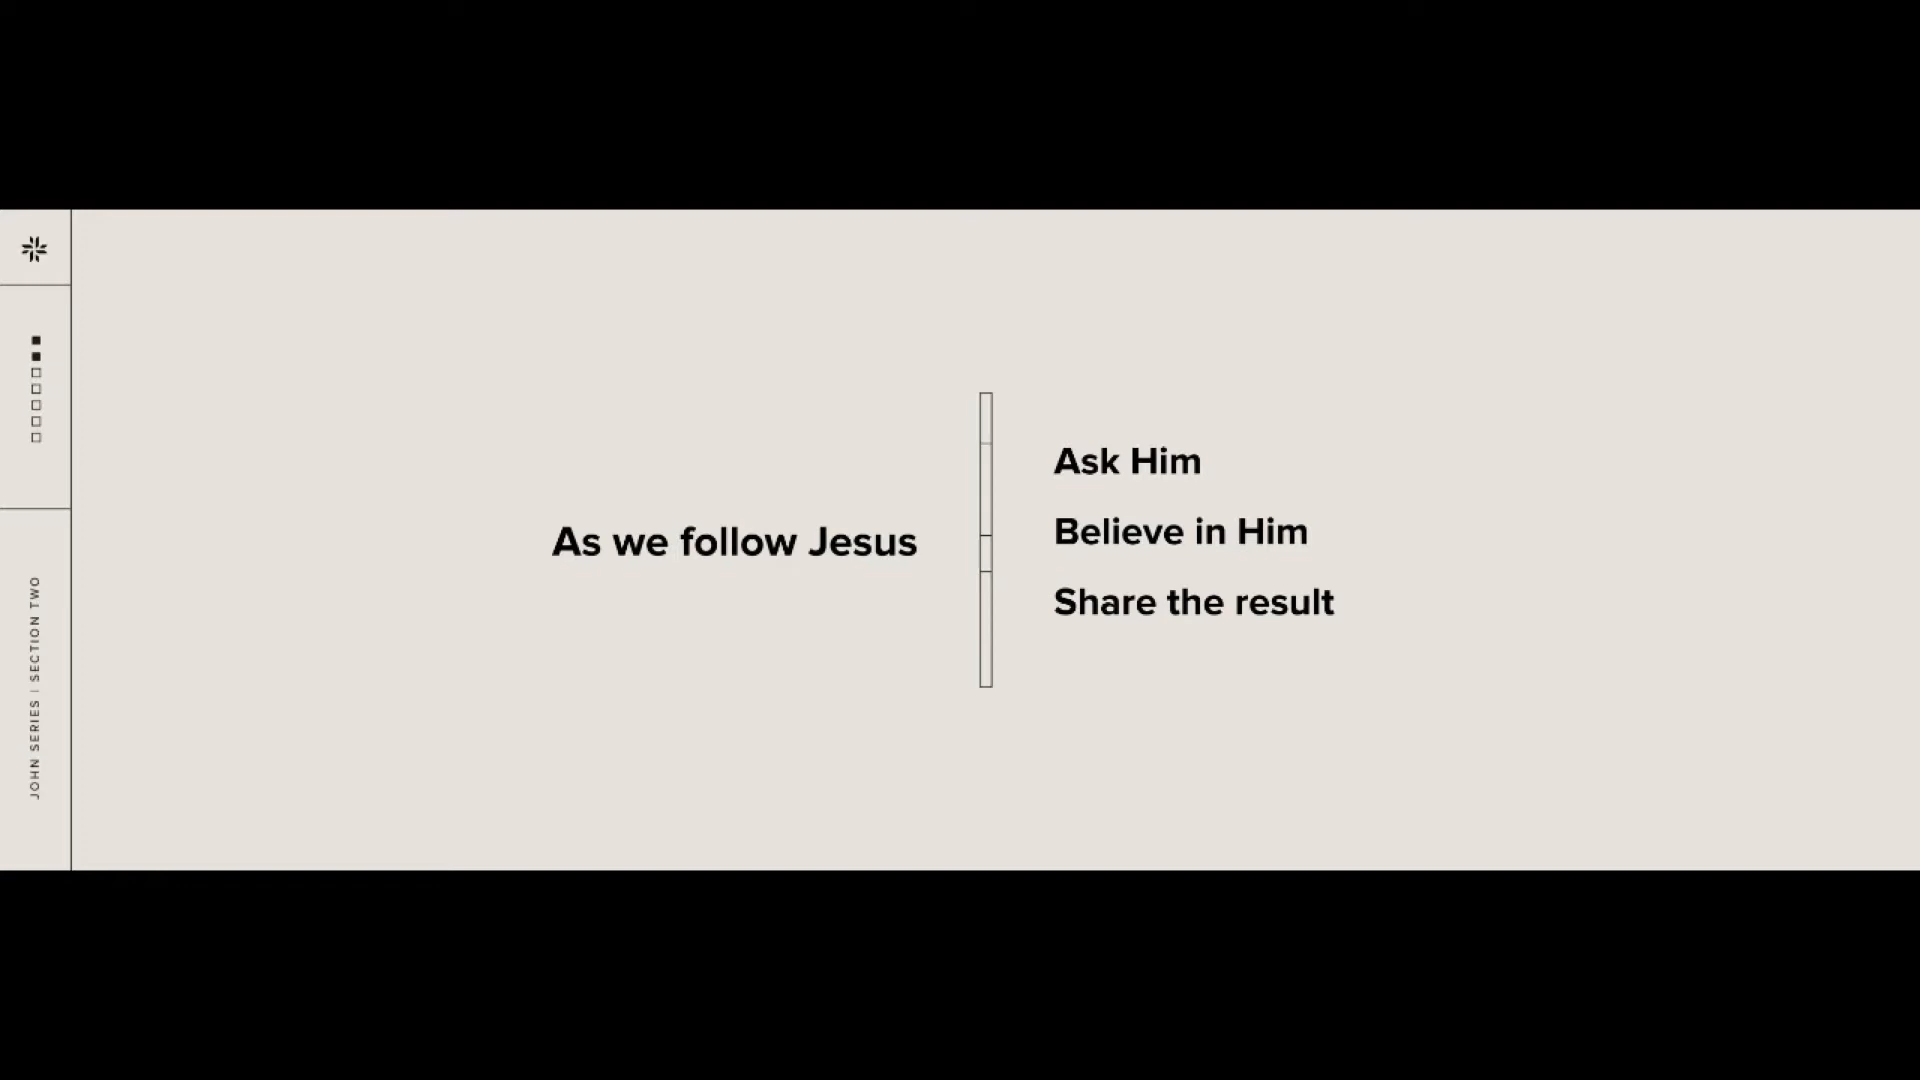 JOHN SERIES | SECTION TWO
As we follow Jesus
Ask Him
Believe in Him
Share the result